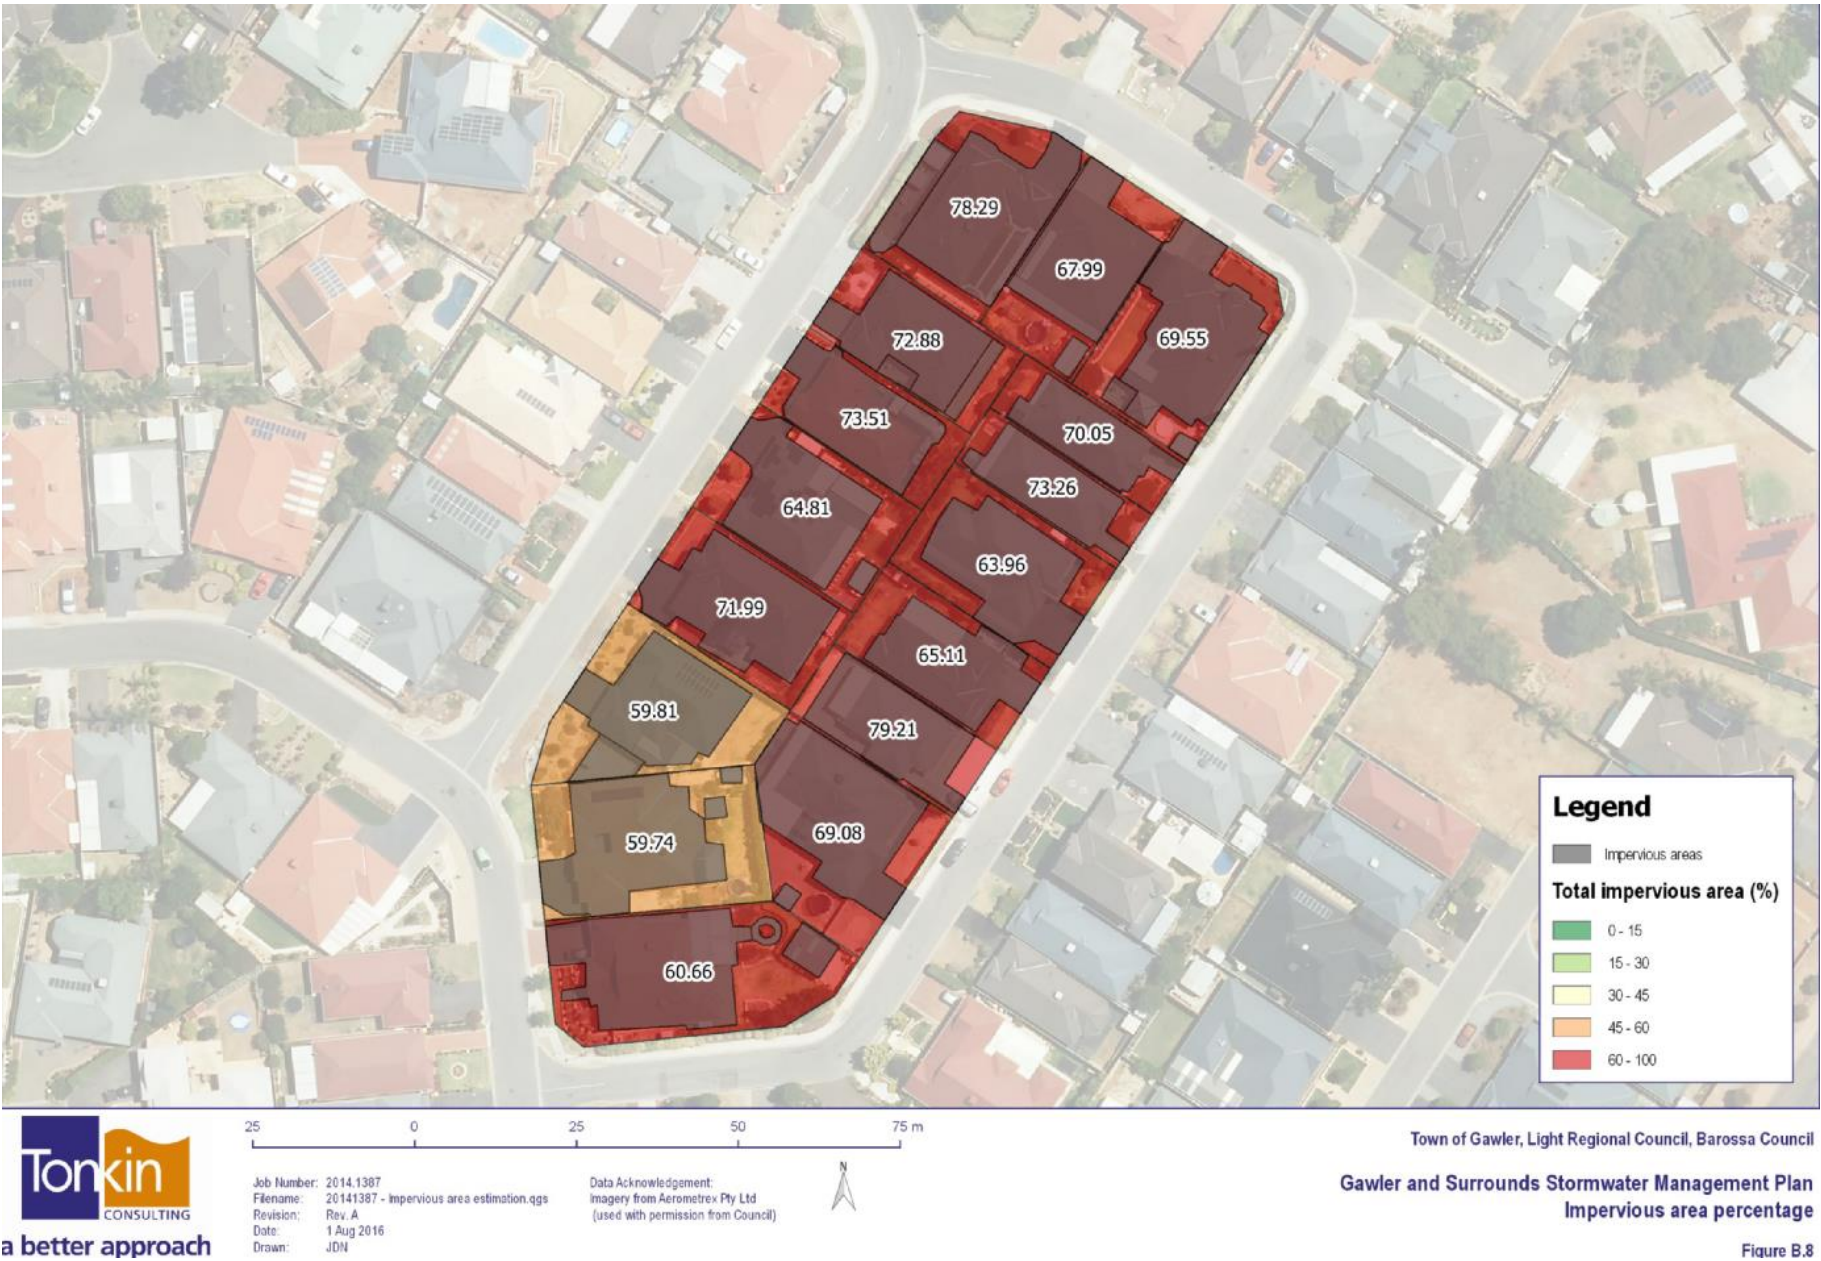 78.29
67.99
69.55
72.88
73.51
70.05
73.26
64.81
63.96
71.99
65.11
59.81
79.21
69.08
59.74
60.66
Legend
Impervious areas
Total impervious area (%)
0 - 15
15 - 30
30 - 45
45 - 60
60 - 100
25 0 25 50 75 m
Tonkin
CONSULTING
a better approach
Job Number: 2014.1387
Filename: 20141387 - Impervious area estimation.qgs
Revision: Rev. A
Date: 1 Aug 2016
Drawn: JDN
Data Acknowledgement:
Imagery from Aerometrex Pty Ltd
(used with permission from Council)
N
Town of Gawler, Light Regional Council, Barossa Council
Gawler and Surrounds Stormwater Management Plan
Impervious area percentage
Figure B.8